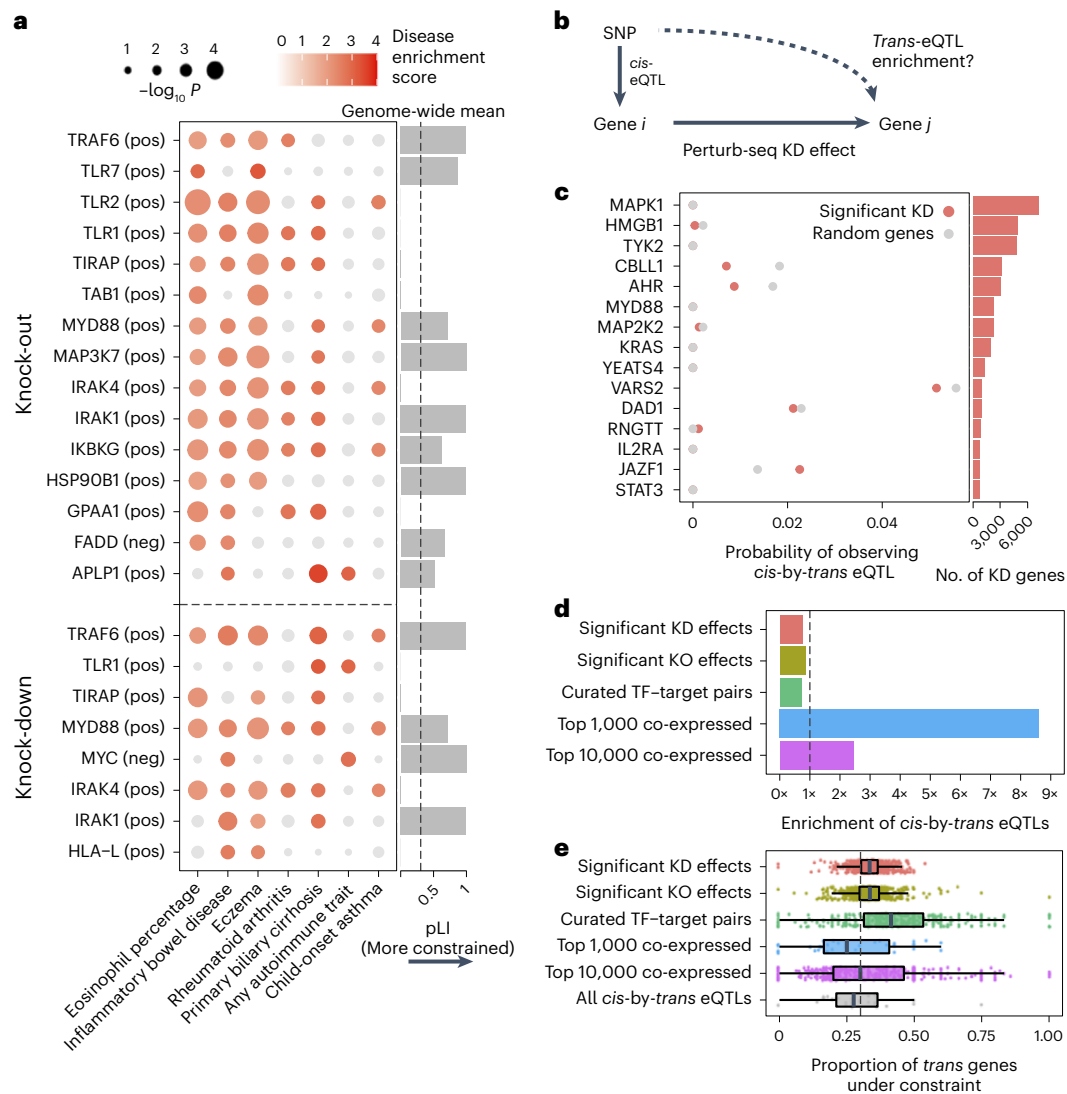 a
1 2 3 4
−log10 P
0 1 2 3 4
Disease
enrichment
score
Genome-wide mean
Knock-out
TRAF6 (pos)
TLR7 (pos)
TLR2 (pos)
TLR1 (pos)
TIRAP (pos)
TAB1 (pos)
MYD88 (pos)
MAP3K7 (pos)
IRAK4 (pos)
IRAK1 (pos)
IKBKG (pos)
HSP90B1 (pos)
GPAA1 (pos)
FADD (neg)
APLP1 (pos)
Knock-down
TRAF6 (pos)
TLR1 (pos)
TIRAP (pos)
MYD88 (pos)
MYC (neg)
IRAK4 (pos)
IRAK1 (pos)
HLA−L (pos)
Eosinophil percentage
Inflammatory bowel disease
Eczema
Rheumatoid arthritis
Primary biliary cirrhosis
Any autoimmune trait
Child-onset asthma
0.5 1
pLI
(More constrained)
b
SNP
cis-
eQTL
Trans-eQTL
enrichment?
Gene i
Gene j
Perturb-seq KD effect
c
Significant KD
Random genes
MAPK1
HMGB1
TYK2
CBLL1
AHR
MYD88
MAP2K2
KRAS
YEATS4
VARS2
DAD1
RNGTT
IL2RA
JAZF1
STAT3
0 0.02 0.04
Probability of observing
cis-by-trans eQTL
0 3,000 6,000
No. of KD genes
d
Significant KD effects
Significant KO effects
Curated TF–target pairs
Top 1,000 co-expressed
Top 10,000 co-expressed
0× 1× 2× 3× 4× 5× 6× 7× 8× 9×
Enrichment of cis-by-trans eQTLs
e
Significant KD effects
Significant KO effects
Curated TF–target pairs
Top 1,000 co-expressed
Top 10,000 co-expressed
All cis-by-trans eQTLs
0 0.25 0.50 0.75 1.00
Proportion of trans genes
under constraint